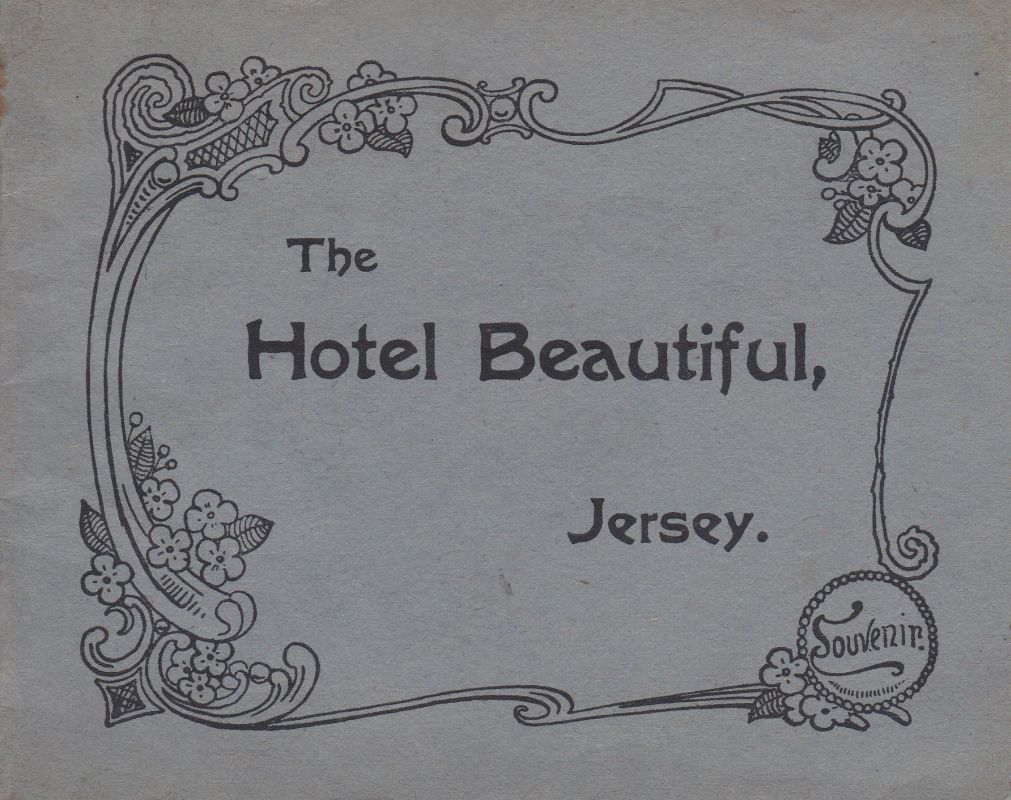 The
Hotel Beautiful,
Jersey.
Souvenir.